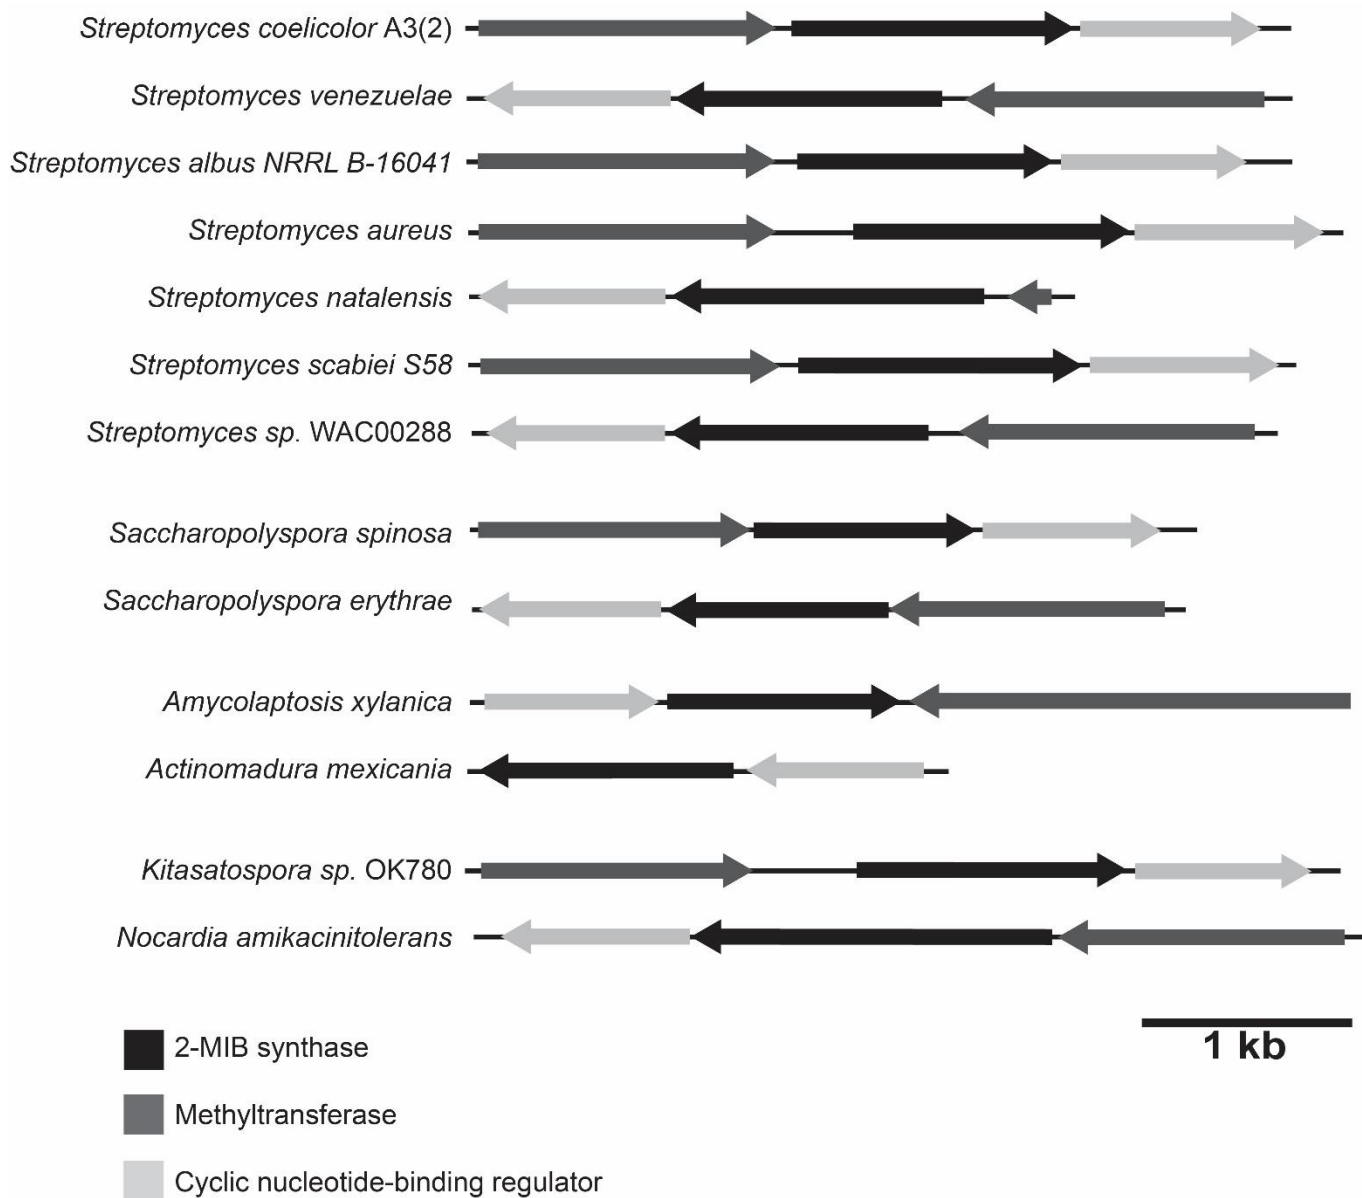 Streptomyces coelicolor A3(2)
Streptomyces venezuelae
Streptomyces albus NRRL B-16041
Streptomyces aureus
Streptomyces natalensis
Streptomyces scabiei S58
Streptomyces sp. WAC00288
Saccharopolyspora spinosa
Saccharopolyspora erythrae
Amycolaptosis xylanica
Actinomadura mexicania
Kitasatospora sp. OK780
Nocardia amikacinitolerans
1 kb
2-MIB synthase
Methyltransferase
Cyclic nucleotide-binding regulator